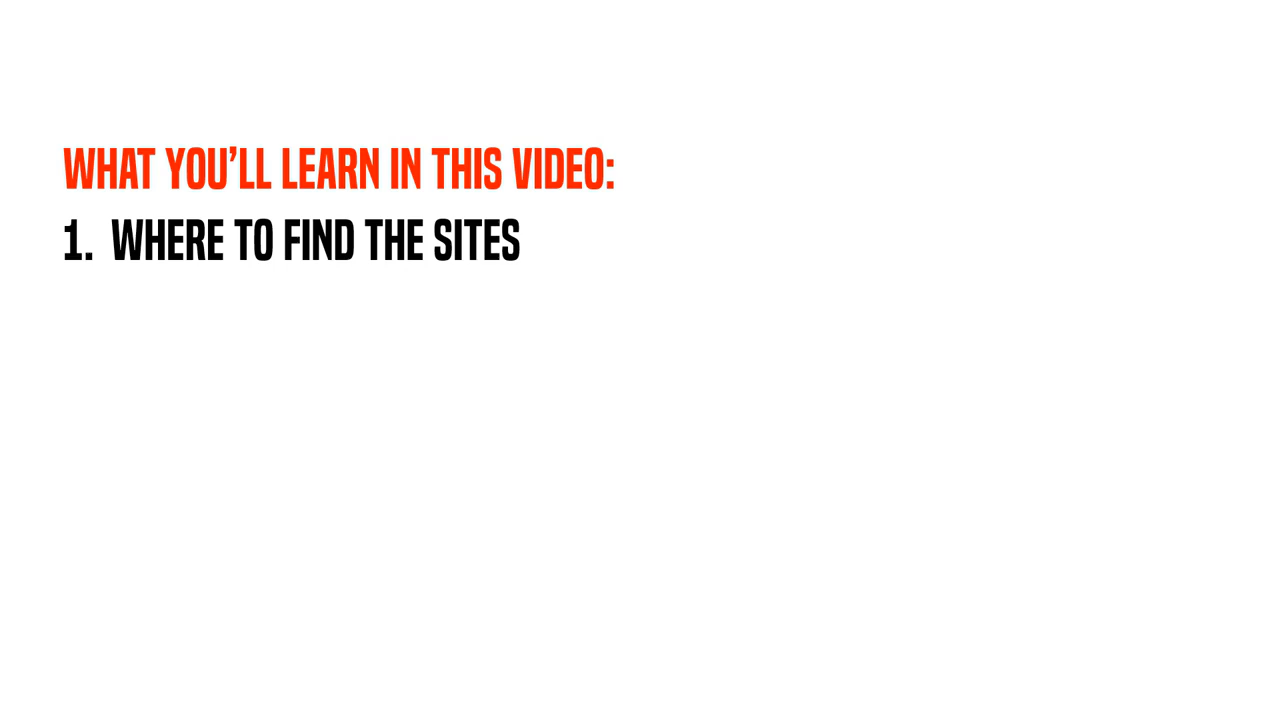 WHAT YOU’LL LEARN IN THIS VIDEO:
1. WHERE TO FIND THE SITES